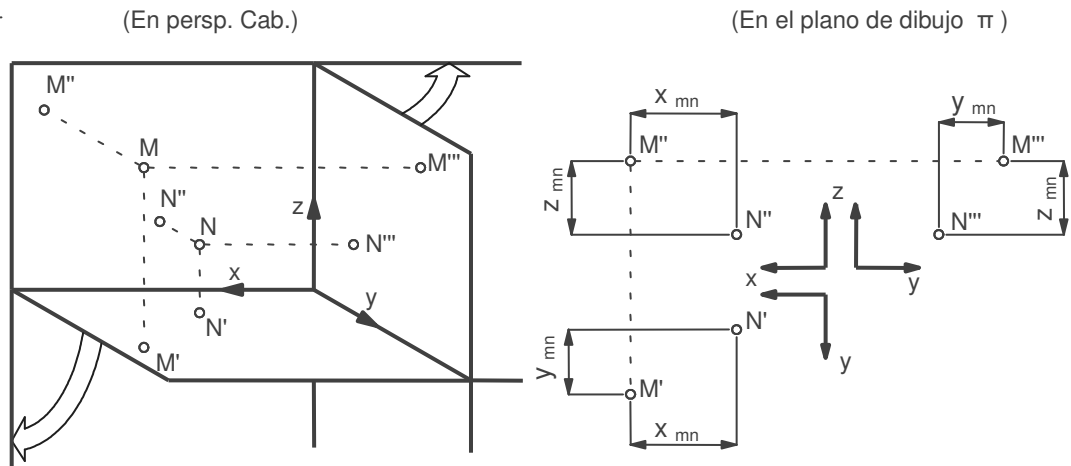 (En persp. Cab.)
(En el plano de dibujo π )
M''
M
M'''
N''
N
N'''
z
x
y
N'
M'
x mn
y mn
M''
M'''
z mn
z mn
N''
N'''
z
x
y
N'
y mn
y
M'
x mn